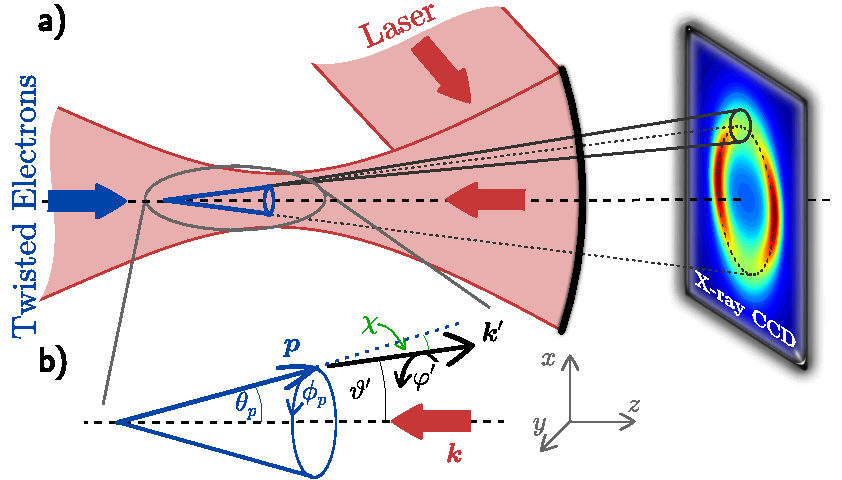 a)
Laser
Twisted Electrons
X-ray CCD
b)
p
χ
k′
θp
ϕp
ϑ′
φ′
k
x
y
z